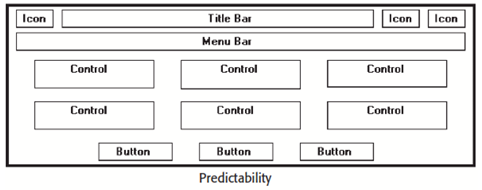 Icon Title Bar Icon Icon
Menu Bar
Control Control Control
Control Control Control
Button Button Button
Predictability